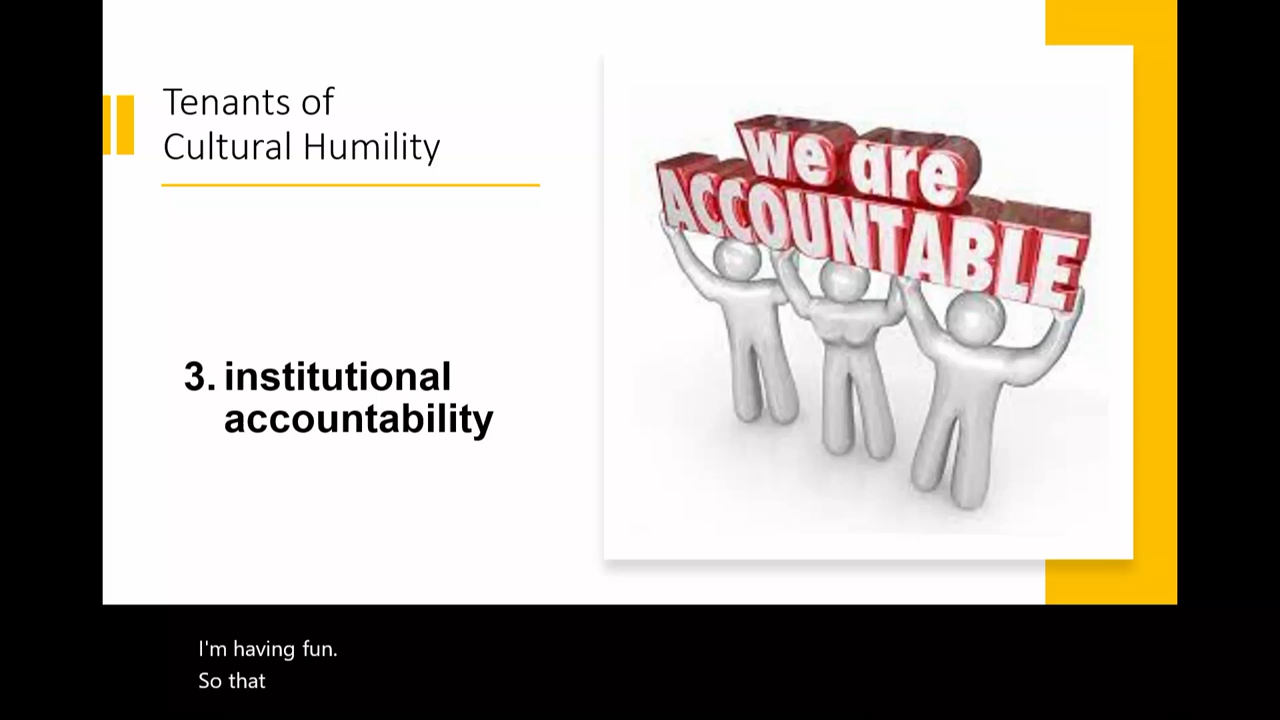 Tenants of
Cultural Humility
we are
ACCOUNTABLE
3. institutional
accountability
I'm having fun.
So that